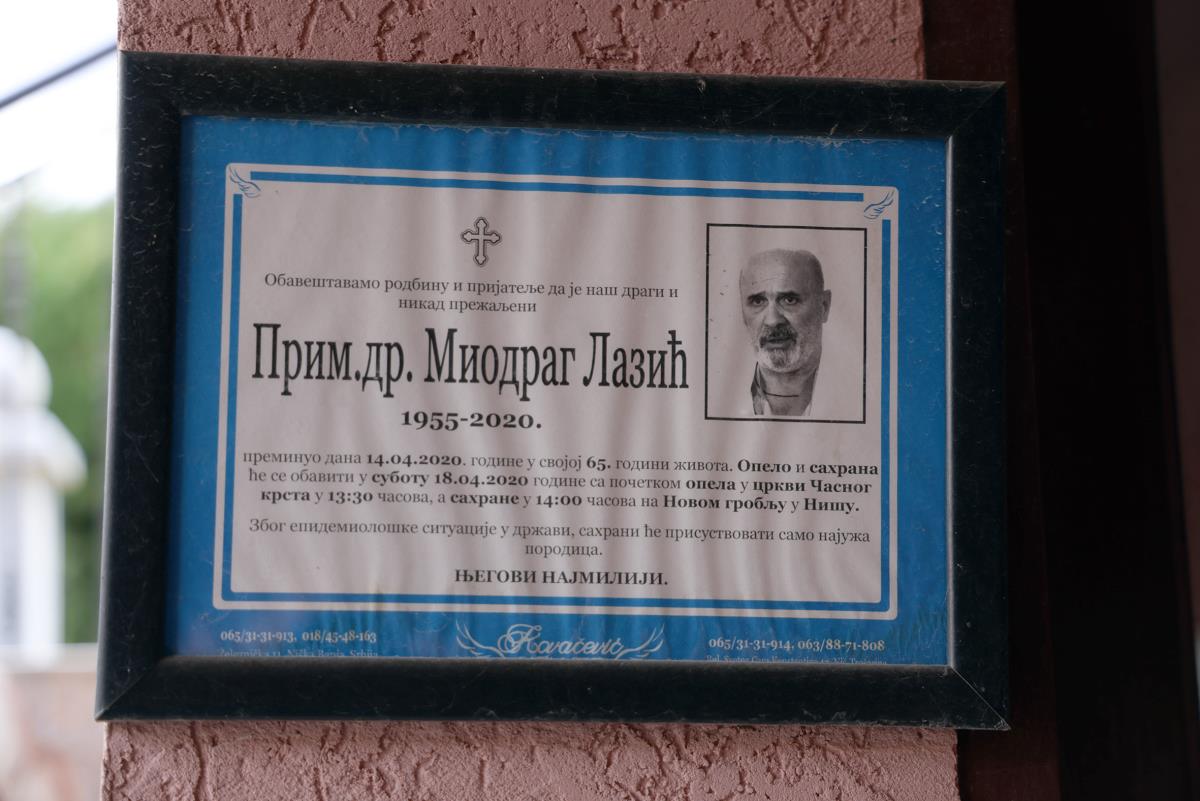 Обавештавамо родбину и пријатеље да је наш драги и
никад прежаљени
Прим.др. Миодраг Лазић
1955-2020.
преминуо дана 14.04.2020. године у својој 65. години живота. Опело и сахрана
ће се обавити у суботу 18.04.2020 године са почетком опела у цркви Часног
крста у 13:30 часова, а сахране у 14:00 часова на Новом гробљу у Нишу.
Због епидемиолошке ситуације у држави, сахрани ће присуствовати само најужа
породица.
ЊЕГОВИ НАЈМИЛИЈИ.
065/31-31-913, 018/45-48-163
Niška Banja, Srbija
Kovačević
065/31-31-914, 063/88-71-808